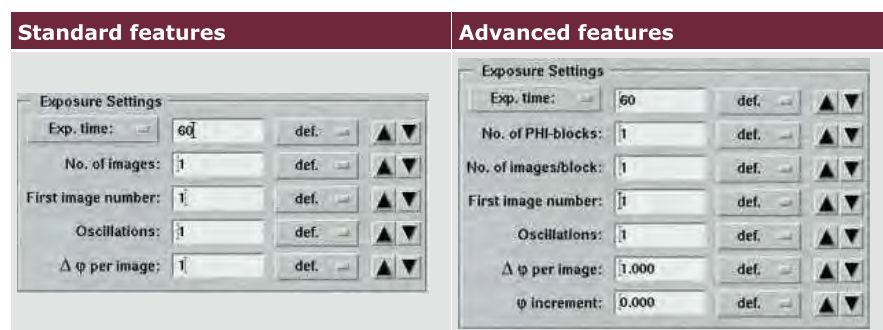 Standard features
Exposure Settings
Exp. time: 60 def.
No. of images: 1 def.
First image number: 1 def.
Oscillations: 1 def.
Δ φ per image: 1 def.
Advanced features
Exposure Settings
Exp. time: 60 def.
No. of PHI-blocks: 1 def.
No. of images/block: 1 def.
First image number: 1 def.
Oscillations: 1 def.
Δ φ per image: 1.000 def.
φ increment: 0.000 def.